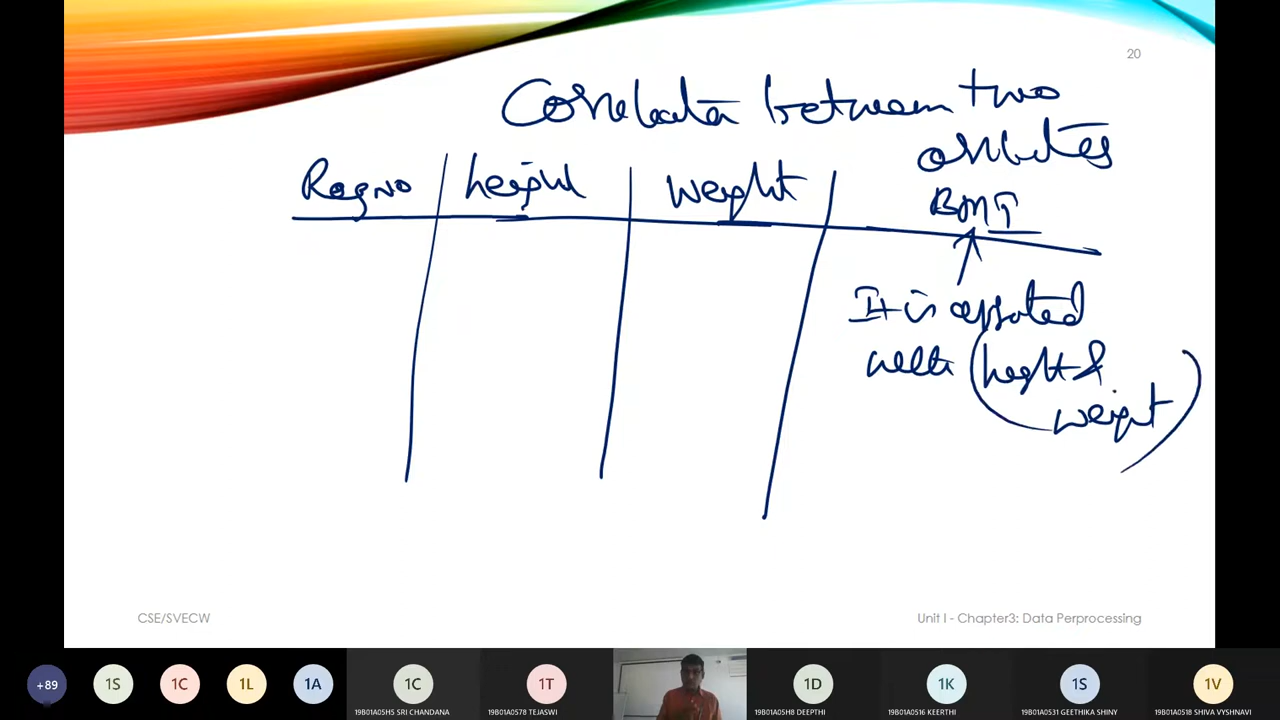 20
Correlation between two
attributes
Regno height weight BMI
It is
with (height &
weight)
CSE/SVECW
Unit I - Chapter3: Data Perprocessing
+89 1S 1C 1L 1A 1C 1T 1D 1K 1S 1V
19B01A05H5 SRI CHANDANA 19B01A0578 TEJASWI 19B01A05H8 DEEPTHI 19B01A0516 KEERTHI 19B01A0531 GEETHIKA SHINY 19B01A0518 SHIVA VYSHNAVI